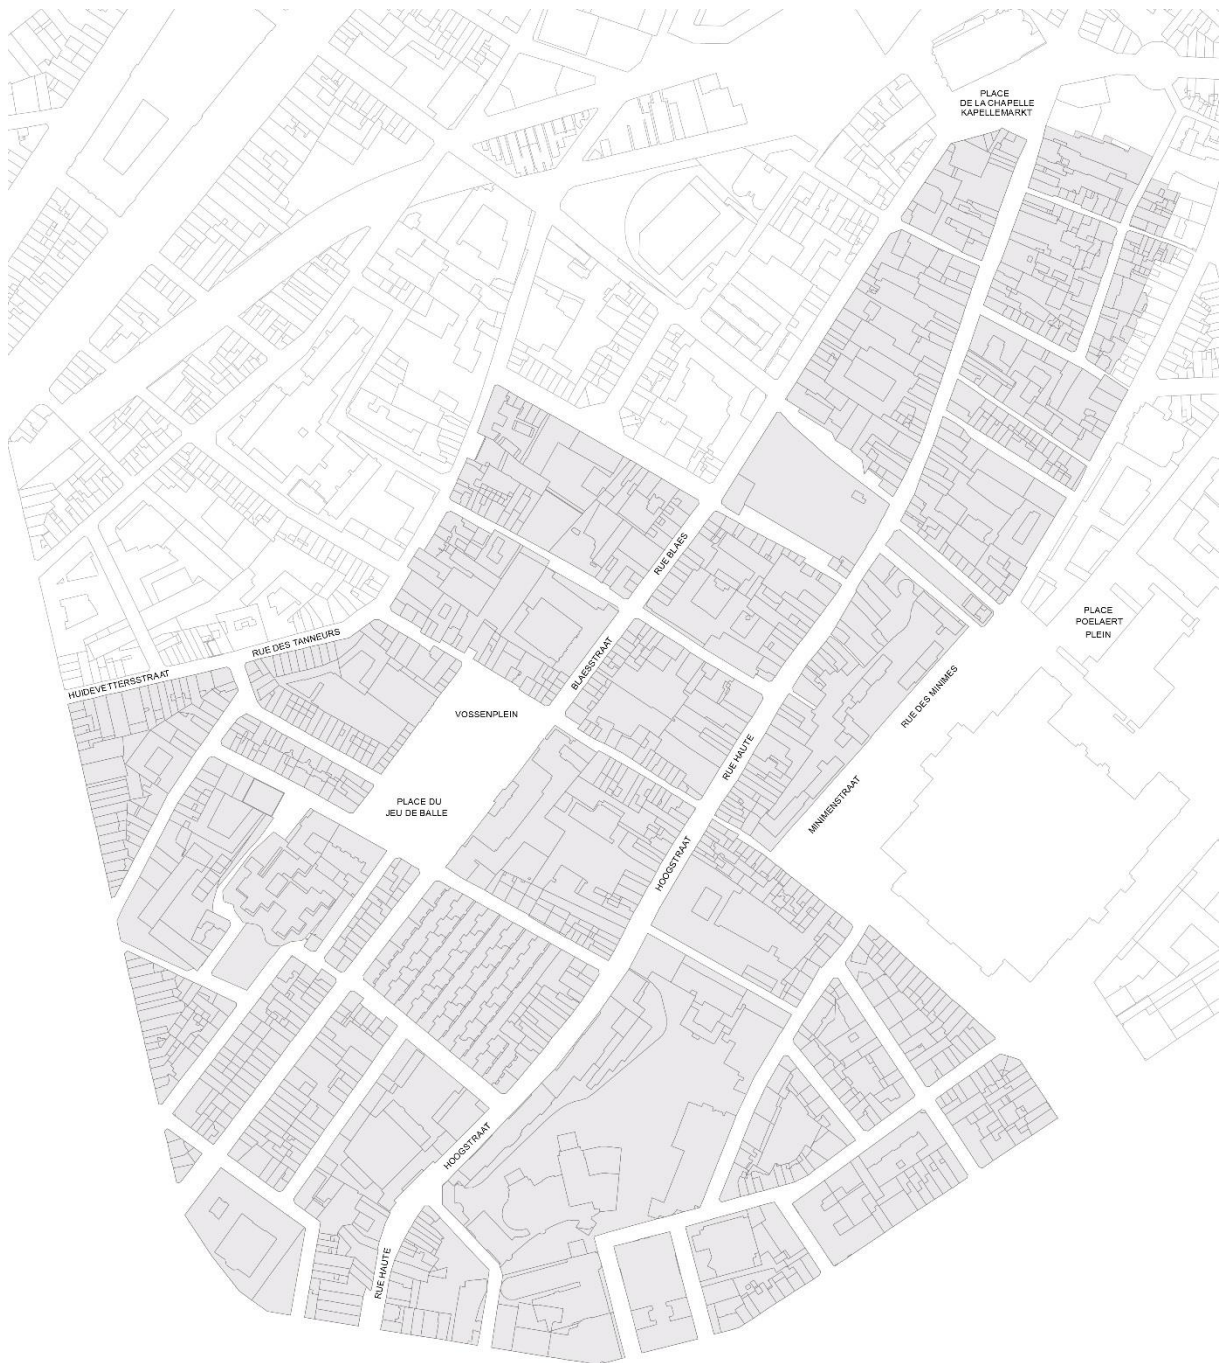 PLACE
DE LA CHAPELLE
KAPELLEMARKT
RUE BLAES
PLACE
POELAERT
PLEIN
RUE DES TANNEURS
BLAESSTRAAT
HUIDEVETTERSSTRAAT
RUE DES MINIMES
VOSSENPLEIN
RUE HAUTE
PLACE DU
JEU DE BALLE
MINIMENSTRAAT
HOOGSTRAAT
HOOGSTRAAT
RUE HAUTE